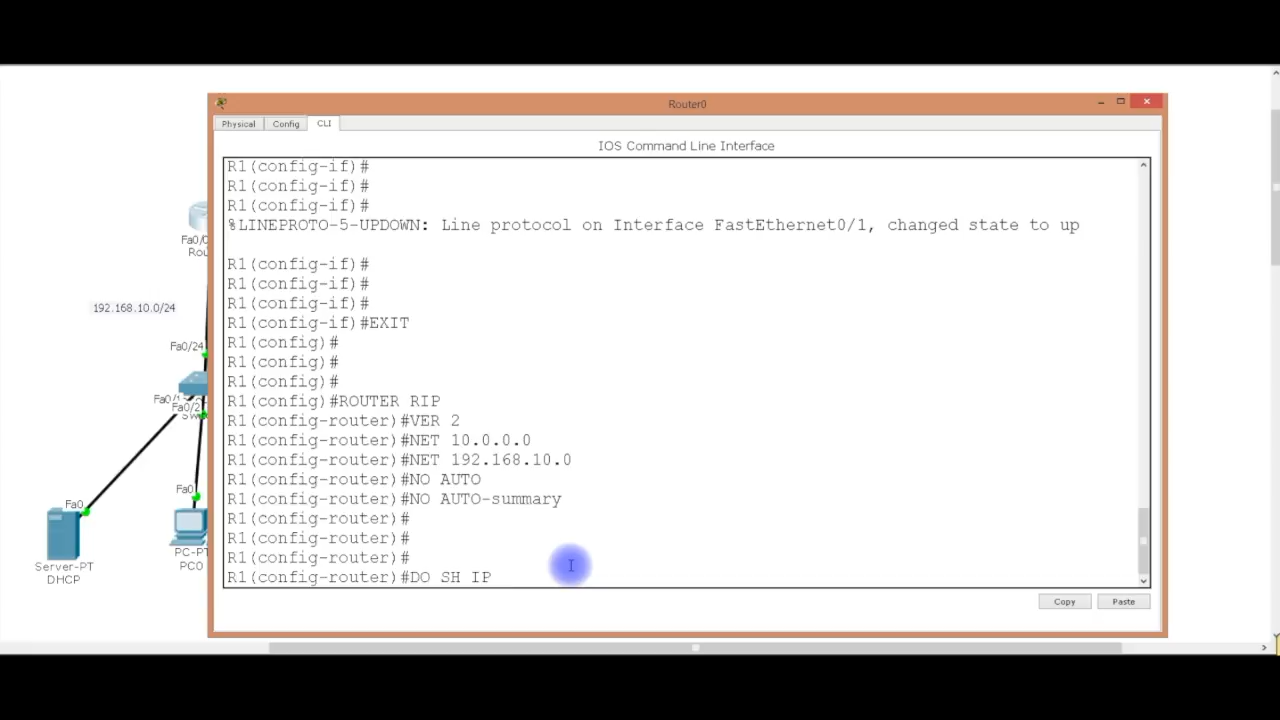 Router0
Physical Config CLI
IOS Command Line Interface
R1(config-if)#
R1(config-if)#
R1(config-if)#
%LINEPROTO-5-UPDOWN: Line protocol on Interface FastEthernet0/1, changed state to up
R1(config-if)#
R1(config-if)#
R1(config-if)#
R1(config-if)#EXIT
R1(config)#
R1(config)#
R1(config)#
R1(config)#ROUTER RIP
R1(config-router)#VER 2
R1(config-router)#NET 10.0.0.0
R1(config-router)#NET 192.168.10.0
R1(config-router)#NO AUTO
R1(config-router)#NO AUTO-summary
R1(config-router)#
R1(config-router)#
R1(config-router)#
R1(config-router)#DO SH IP
Copy Paste
192.168.10.0/24
Fa0/24
Fa0/2
Fa0
Server-PT
DHCP
Fa0
PC-PT
PC0